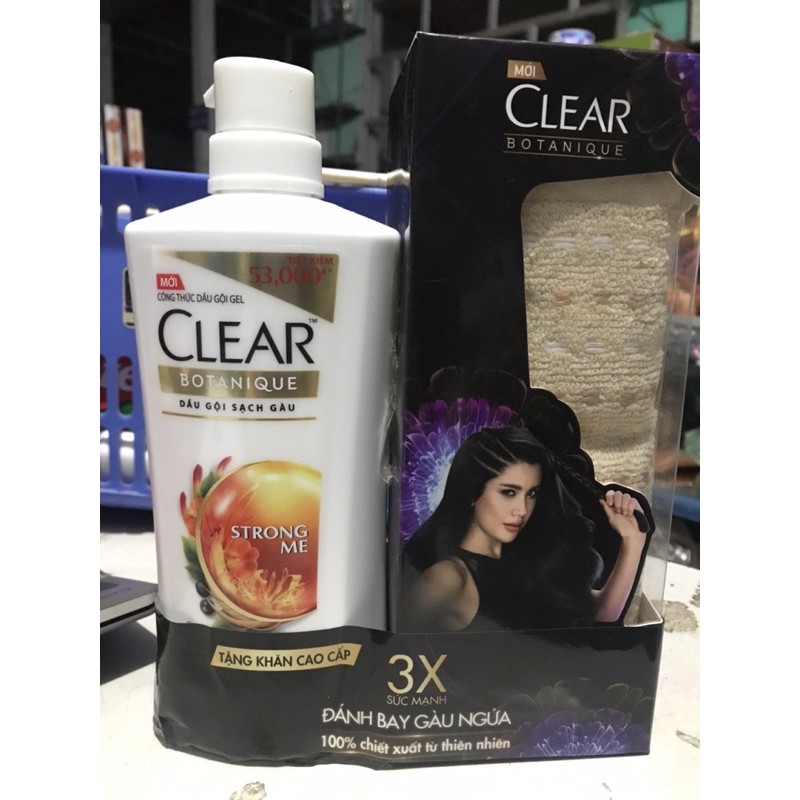 TIẾT KIỆM
53,000đ*
MỚI
CÔNG THỨC DẦU GỘI GEL
CLEAR™
BOTANIQUE
DẦU GỘI SẠCH GÀU
STRONG
ME
MỚI
CLEAR
BOTANIQUE
TẶNG KHĂN CAO CẤP
3X
SỨC MẠNH
ĐÁNH BAY GÀU NGỨA
100% chiết xuất từ thiên nhiên